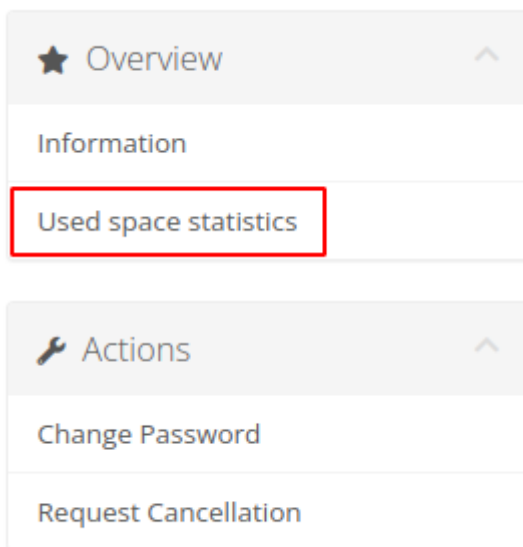 Overview
Information
Used space statistics
Actions
Change Password
Request Cancellation